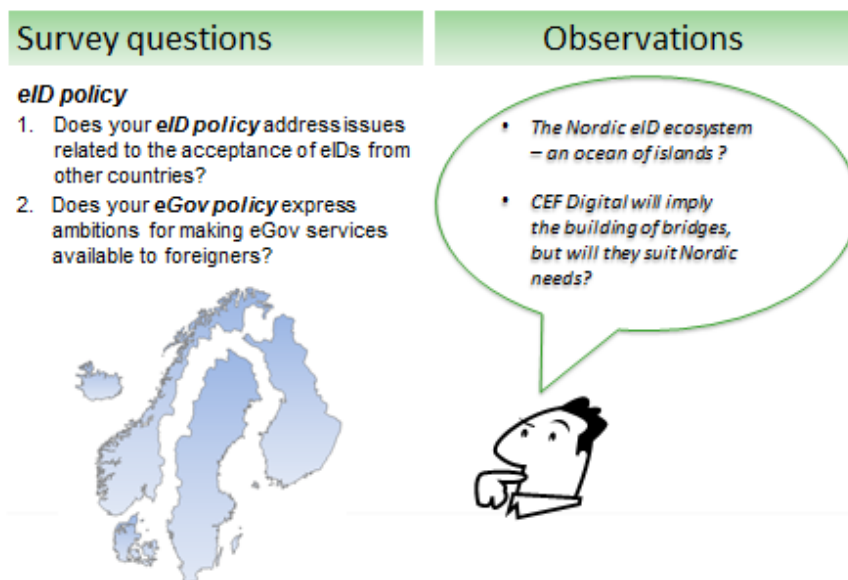 Survey questions
Observations
eID policy
1. Does your eID policy address issues
related to the acceptance of eIDs from
other countries?
2. Does your eGov policy express
ambitions for making eGov services
available to foreigners?
• The Nordic eID ecosystem
– an ocean of islands ?
• CEF Digital will imply
the building of bridges,
but will they suit Nordic
needs?